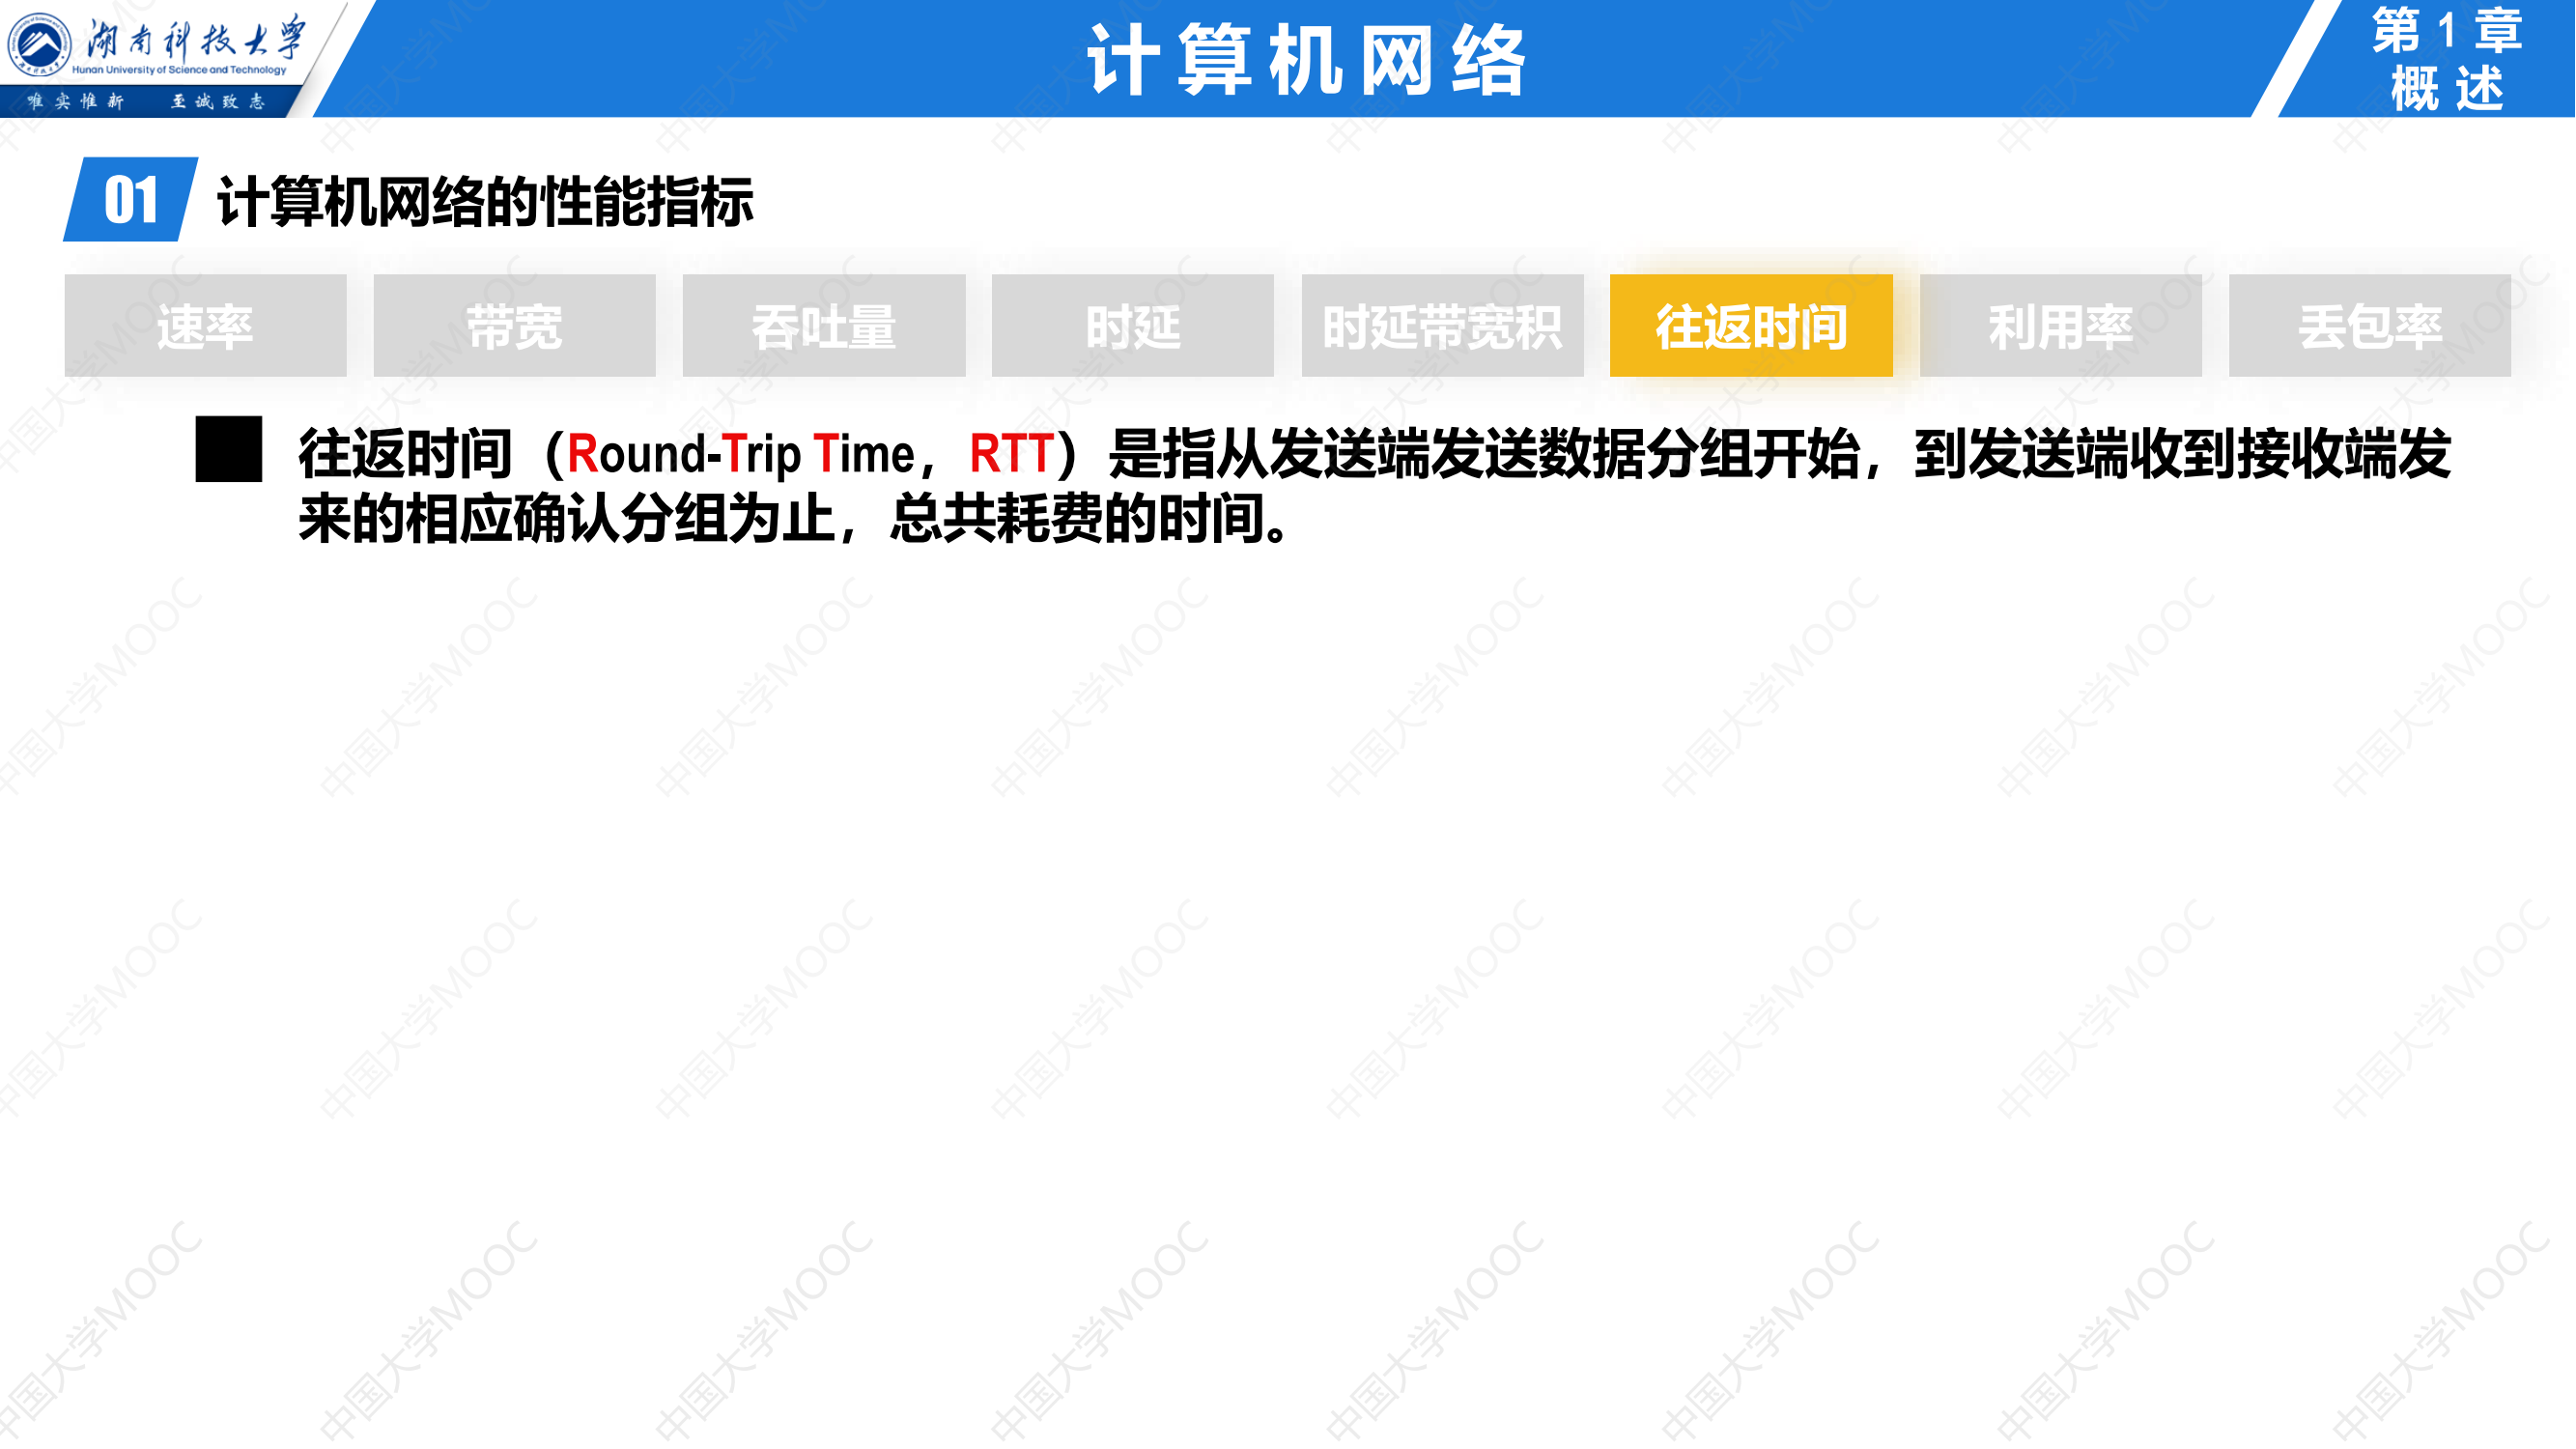 湖南科技大学
Hunan University of Science and Technology
唯实惟新 至诚致志
计算机网络
第1章
概述
01 计算机网络的性能指标
速率 带宽 吞吐量 时延 时延带宽积 往返时间 利用率 丢包率
往返时间（Round-Trip Time，RTT）是指从发送端发送数据分组开始，到发送端收到接收端发
来的相应确认分组为止，总共耗费的时间。
中国大学MOOC